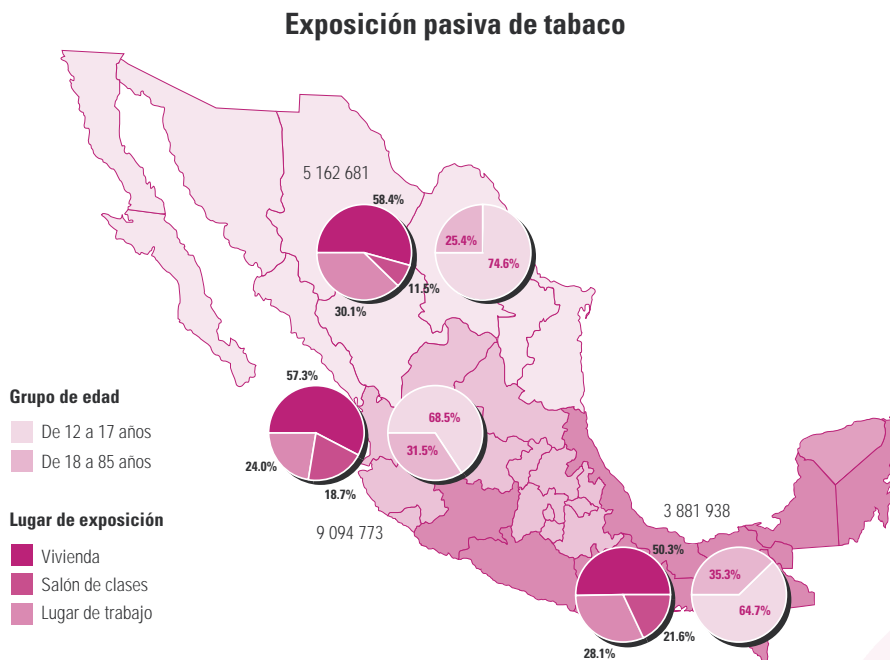 Exposición pasiva de tabaco
5 162 681
58.4%
11.5%
30.1%
25.4%
74.6%
57.3%
24.0%
18.7%
68.5%
31.5%
9 094 773
3 881 938
50.3%
21.6%
28.1%
35.3%
64.7%
Grupo de edad
De 12 a 17 años
De 18 a 85 años
Lugar de exposición
Vivienda
Salón de clases
Lugar de trabajo